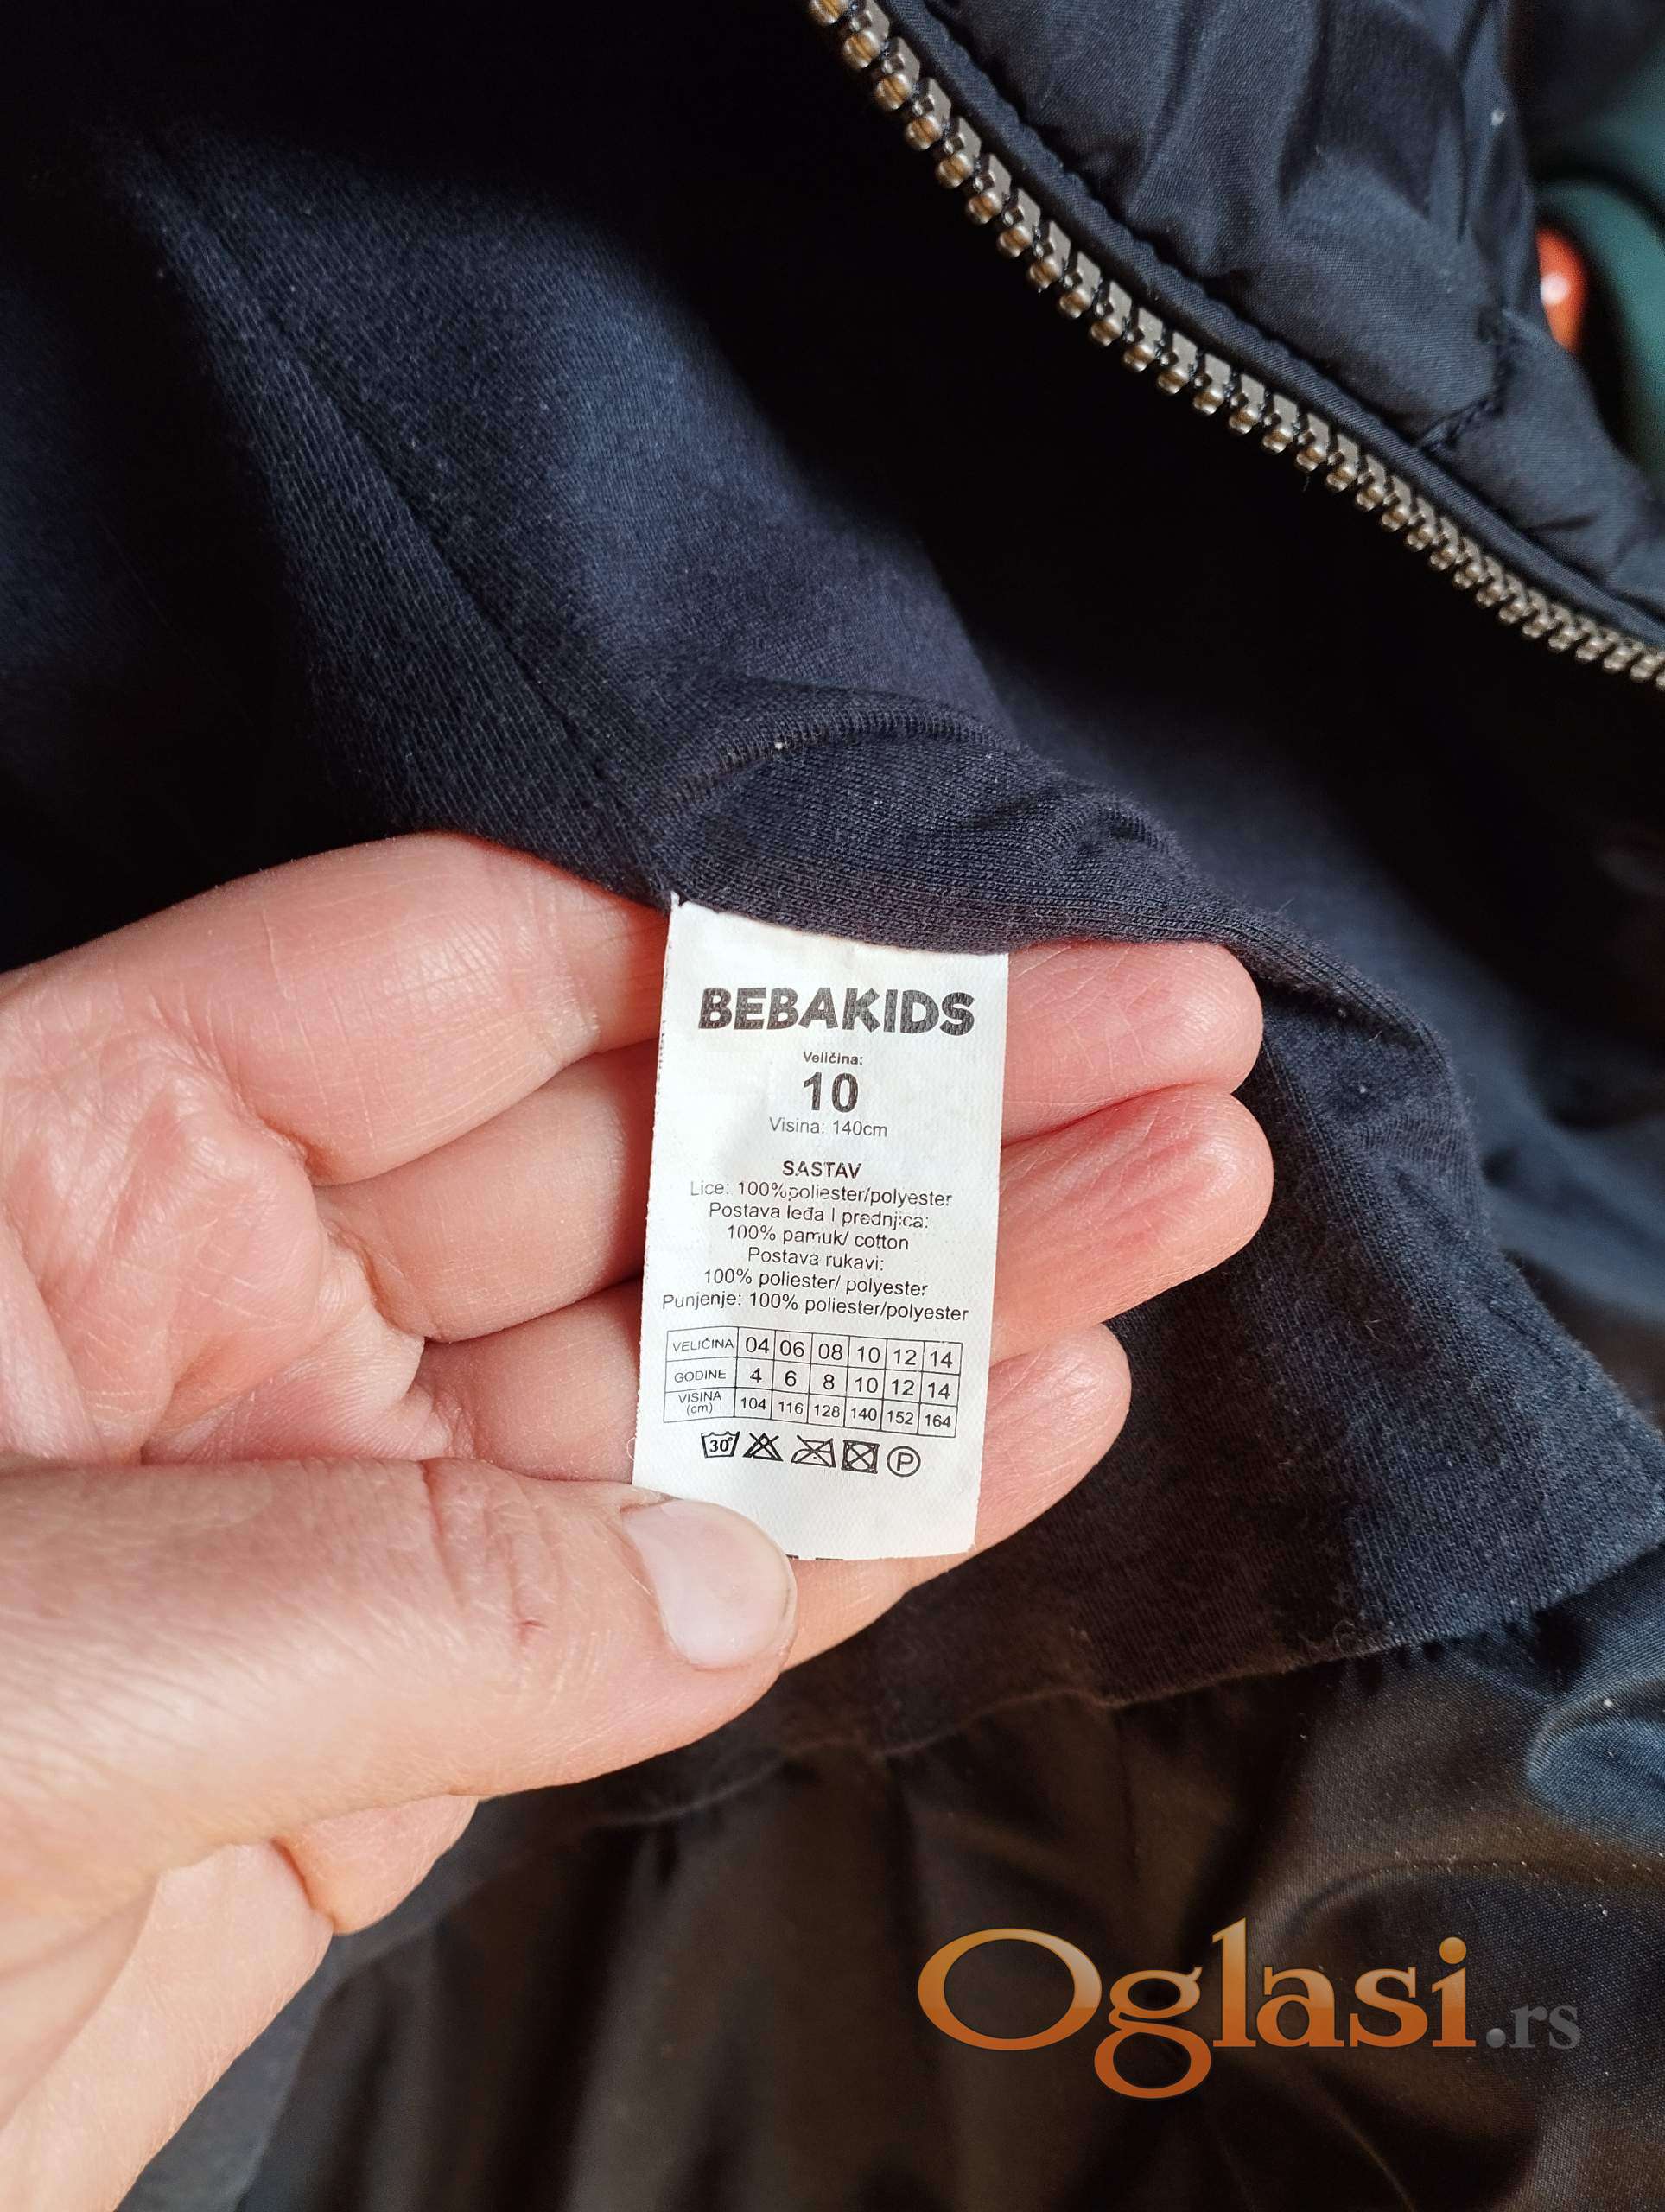 BEBAKIDS
Veličina:
10
Visina: 140cm
SASTAV
Lice: 100%poliester/polyester
Postava leđa I prednjica:
100% pamuk/ cotton
Postava rukavi:
100% poliester/ polyester
Punjenje: 100% poliester/polyester
VELIČINA 04 06 08 10 12 14
GODINE 4 6 8 10 12 14
VISINA (cm) 104 116 128 140 152 164
30° P
Oglasi.rs